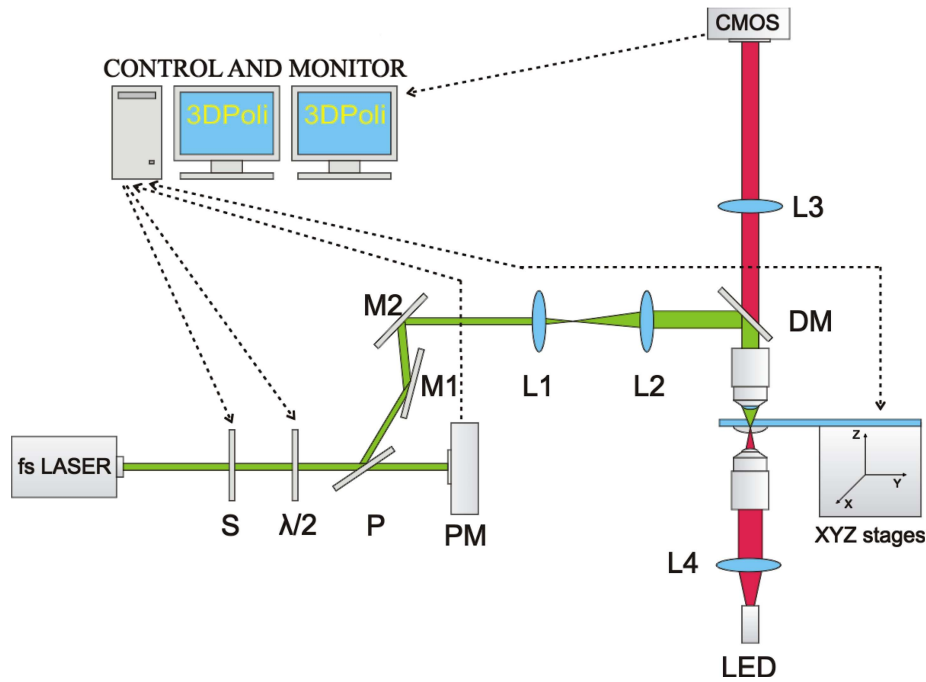 CMOS
CONTROL AND MONITOR
3DPoli 3DPoli
L3
M2
DM
M1
L1 L2
fs LASER
Z
Y
X
S λ/2 P PM
XYZ stages
L4
LED